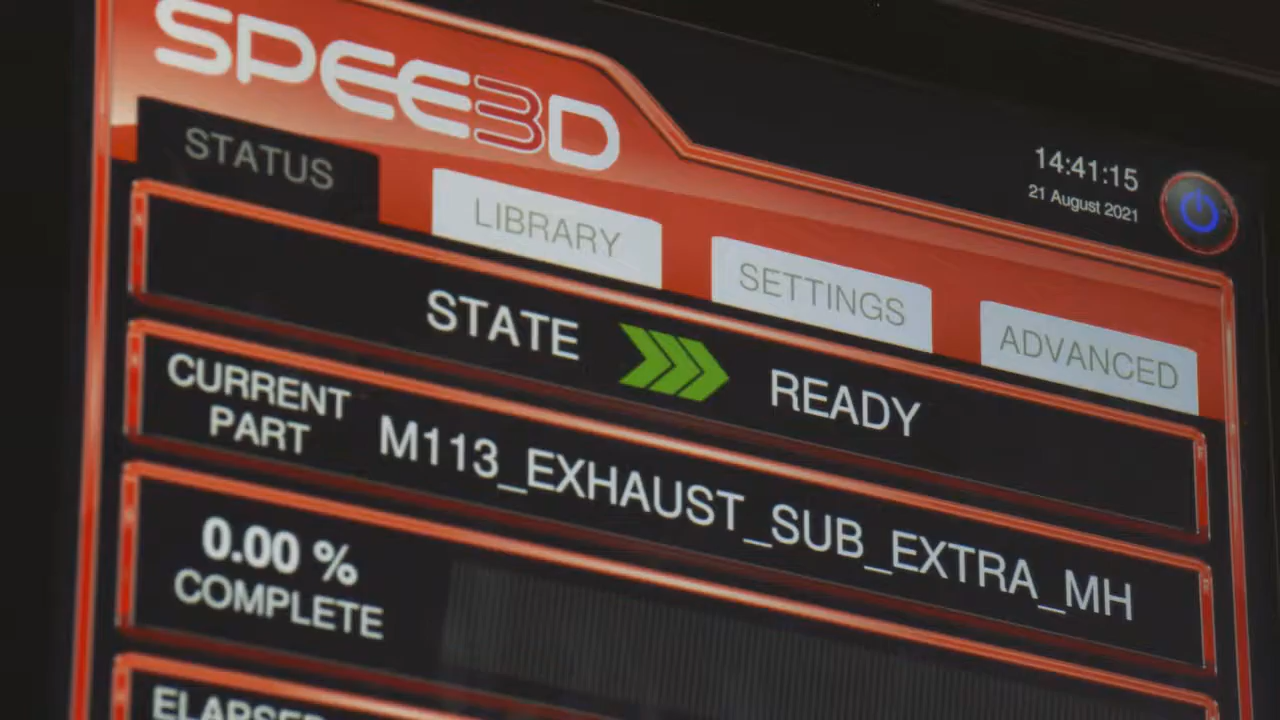 SPEE3D
14:41:15
21 August 2021
STATUS
LIBRARY
SETTINGS
ADVANCED
STATE
READY
CURRENT
PART
M113_EXHAUST_SUB_EXTRA_MH
0.00 %
COMPLETE
ELAPSED